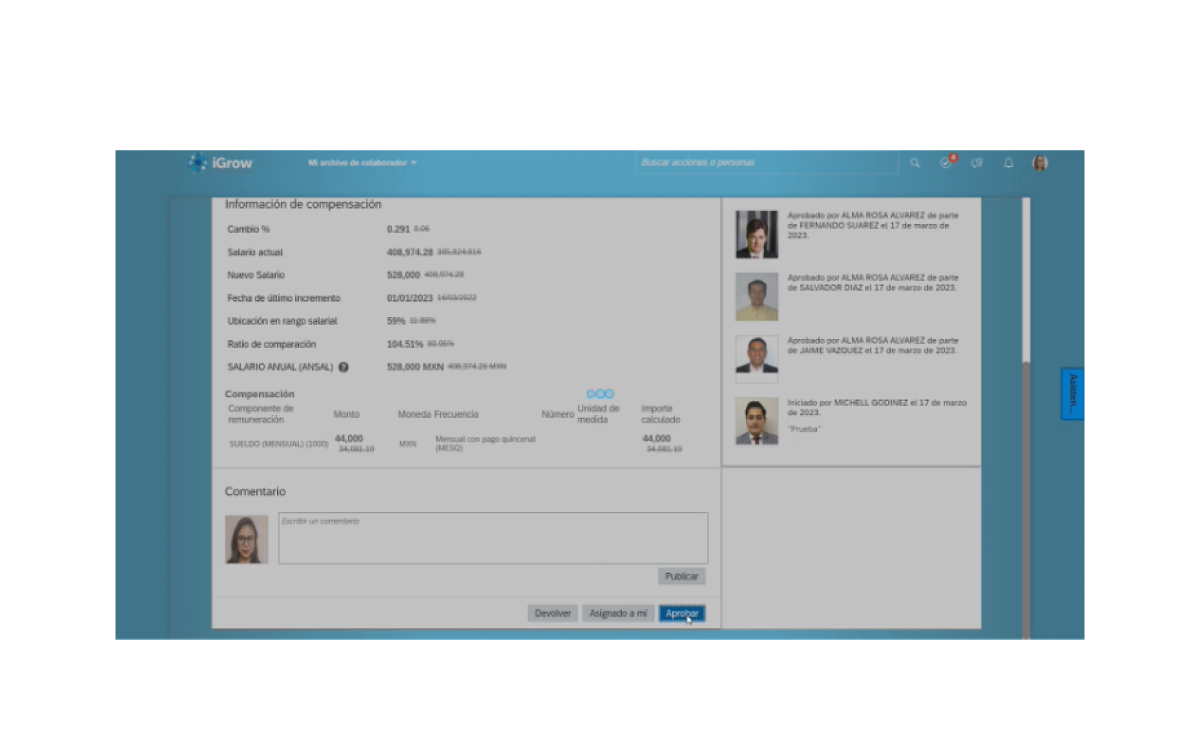 iGrow
Mi archivo de colaborador
Buscar acciones o personas
Información de compensación
Cambio % 0.291 0.06
Salario actual 408,974.28 385,824.816
Nuevo Salario 528,000 408,974.28
Fecha de último incremento 01/01/2023 16/03/2022
Ubicación en rango salarial 59%
Ratio de comparación 104.51% 80.95%
SALARIO ANUAL (ANSAL) 528,000 MXN 408,974.28 MXN
Compensación
Componente de remuneración Monto Moneda Frecuencia Número Unidad de medida Importe calculado
SUELDO (MENSUAL) (1000) 44,000 MXN Mensual con pago quincenal (MESQ) 44,000
34,081.19 34,081.19
Comentario
Escribir un comentario
Publicar
Devolver Asignado a mí Aprobar
Aprobado por ALMA ROSA ALVAREZ de parte
de FERNANDO SUAREZ el 17 de marzo de
2023.
Aprobado por ALMA ROSA ALVAREZ de parte
de SALVADOR DIAZ el 17 de marzo de 2023.
Aprobado por ALMA ROSA ALVAREZ de parte
de JAIME VAZQUEZ el 17 de marzo de 2023.
Iniciado por MICHELL GODINEZ el 17 de marzo
de 2023.
"Prueba"
Asisten...